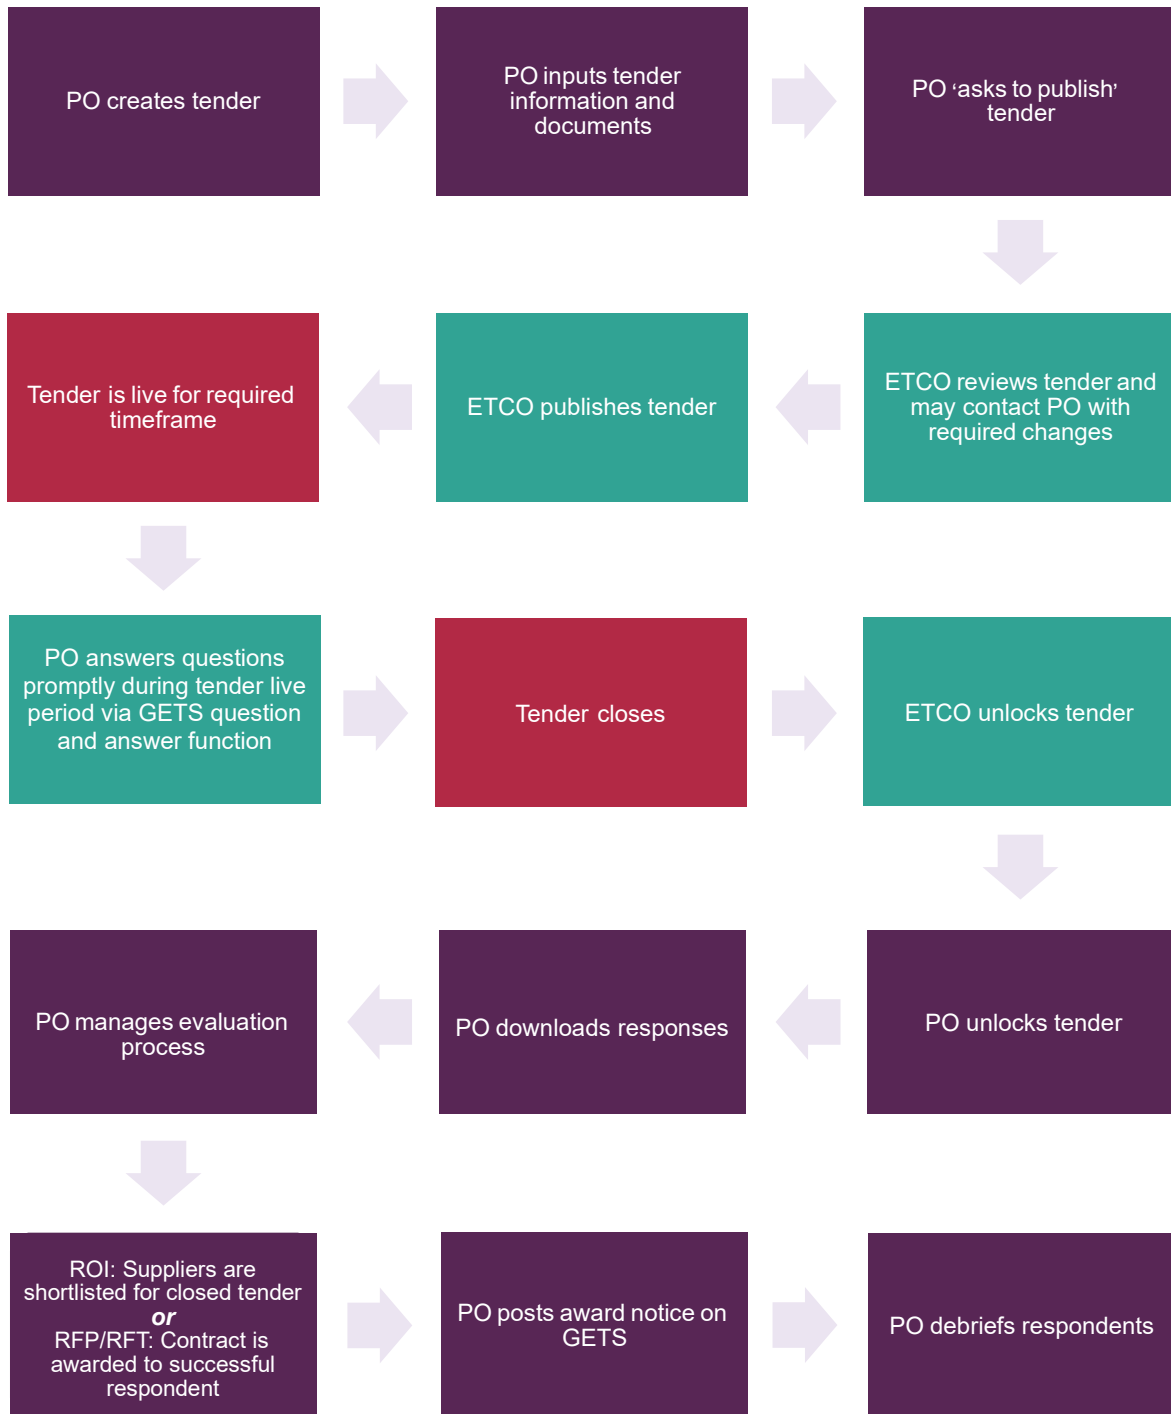 PO creates tender
PO inputs tender
information and
documents
PO ‘asks to publish’
tender
ETCO reviews tender and
may contact PO with
required changes
ETCO publishes tender
Tender is live for required
timeframe
PO answers questions
promptly during tender live
period via GETS question
and answer function
Tender closes
ETCO unlocks tender
PO unlocks tender
PO downloads responses
PO manages evaluation
process
ROI: Suppliers are
shortlisted for closed tender
or
RFP/RFT: Contract is
awarded to successful
respondent
PO posts award notice on
GETS
PO debriefs respondents